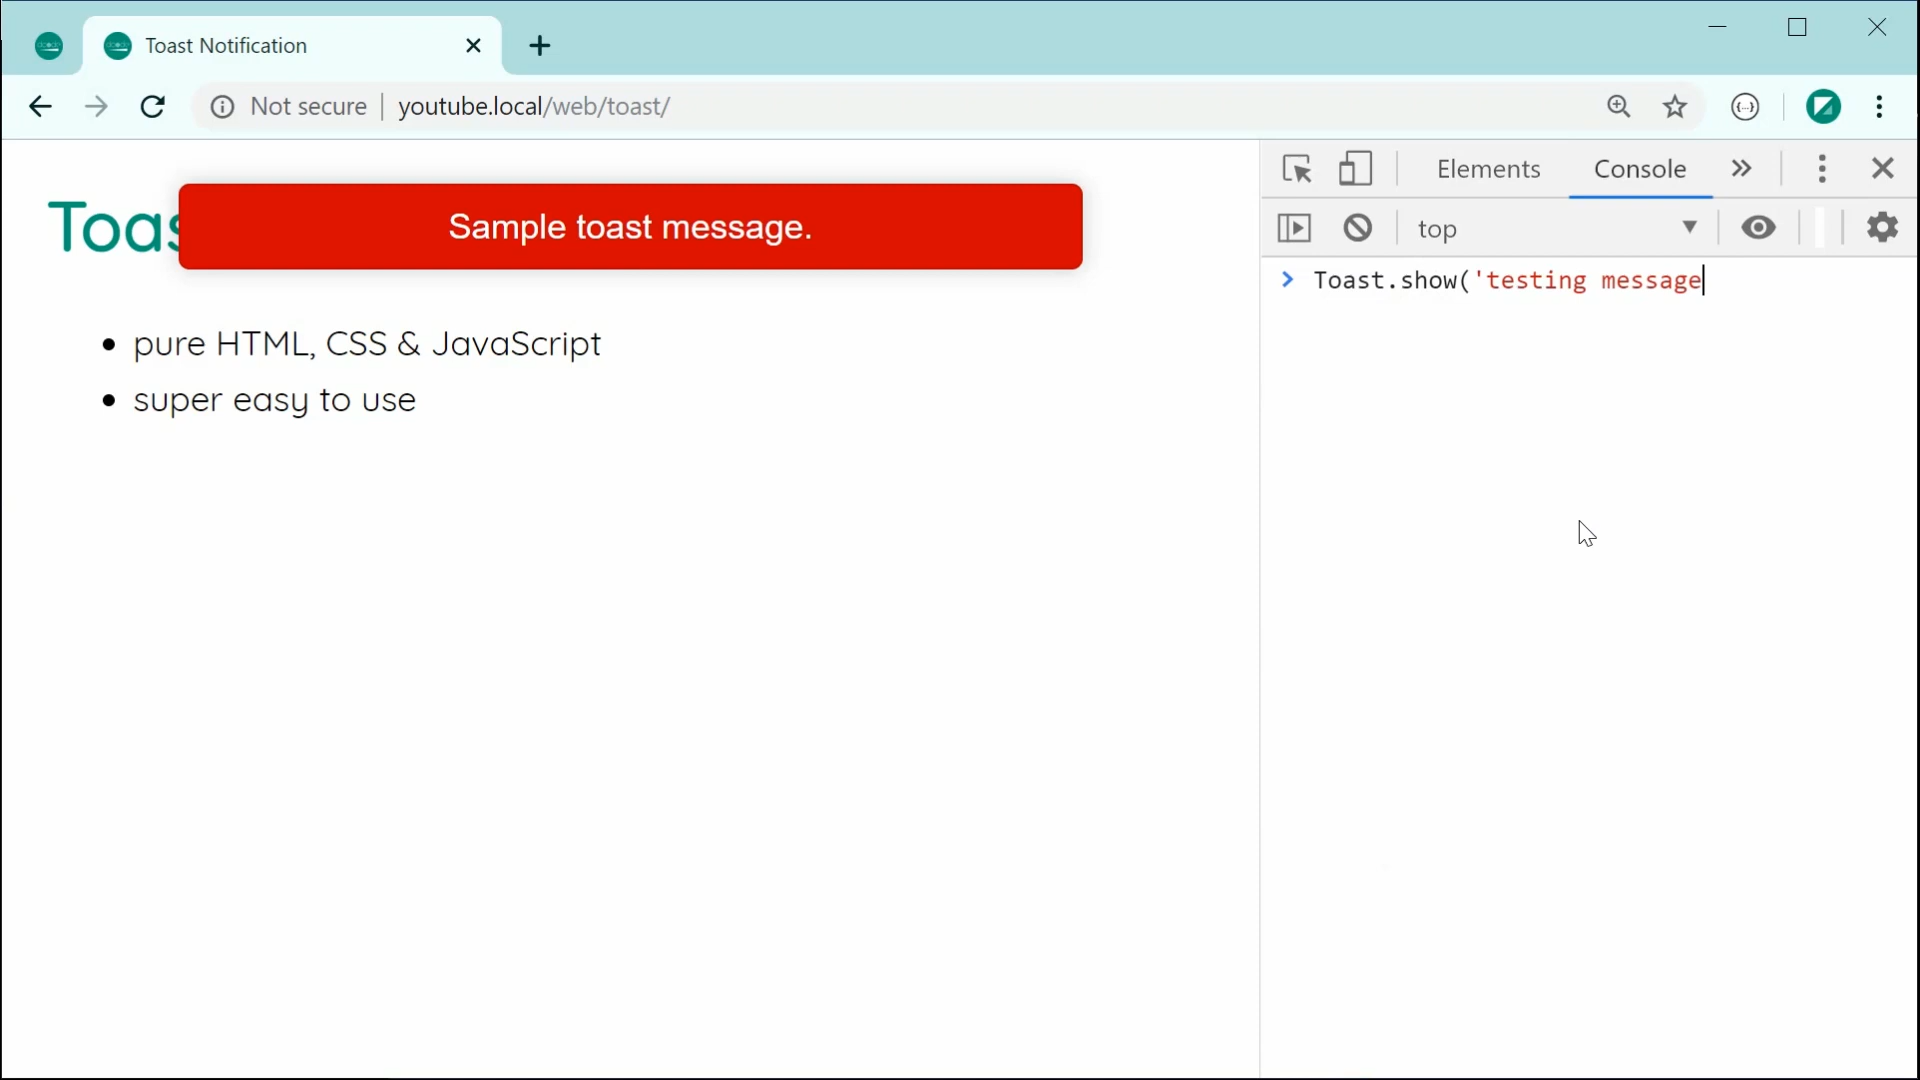 Toast Notification
Not secure | youtube.local/web/toast/
Elements Console
top
Toas
Sample toast message.
Toast.show('testing message
pure HTML, CSS & JavaScript
super easy to use